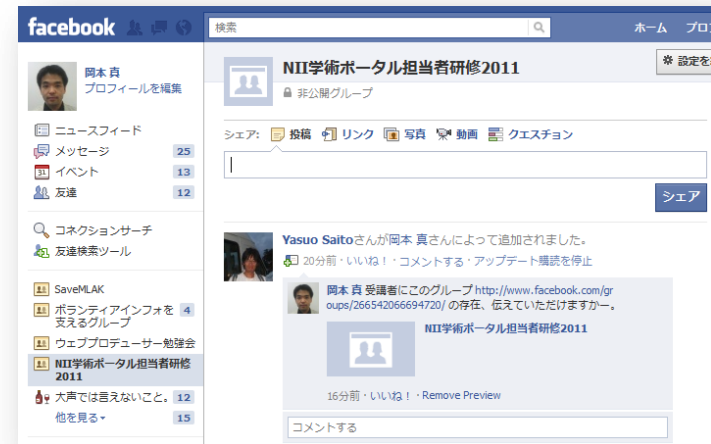 facebook
検索
ホーム プロ
岡本 真
プロフィールを編集
ニュースフィード
メッセージ 25
イベント 13
友達 12
コネクションサーチ
友達検索ツール
SaveMLAK
ボランティアインフォを 4
支えるグループ
ウェブプロデューサー勉強会
NII学術ポータル担当者研修
2011
大声では言えないこと。 12
他を見る 15
NII学術ポータル担当者研修2011
設定を
非公開グループ
シェア: 投稿 リンク 写真 動画 クエスチョン
シェア
Yasuo Saitoさんが岡本 真さんによって追加されました。
20分前・いいね！・コメントする・アップデート購読を停止
岡本 真 受講者にこのグループ http://www.facebook.com/gr
oups/266542066694720/ の存在、伝えていただけますかー。
NII学術ポータル担当者研修2011
16分前・いいね！・Remove Preview
コメントする